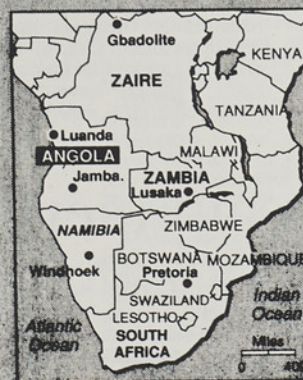 Gbadolite
KENYA
ZAIRE
TANZANIA
Luanda
ANGOLA
MALAWI
Jamba.
ZAMBIA
Lusaka
ZIMBABWE
NAMIBIA
BOTSWANA
MOZAMBIQUE
Windhoek
Pretoria
Indian
Ocean
SWAZILAND
LESOTHO
Atlantic
Ocean
SOUTH
AFRICA
Miles
0